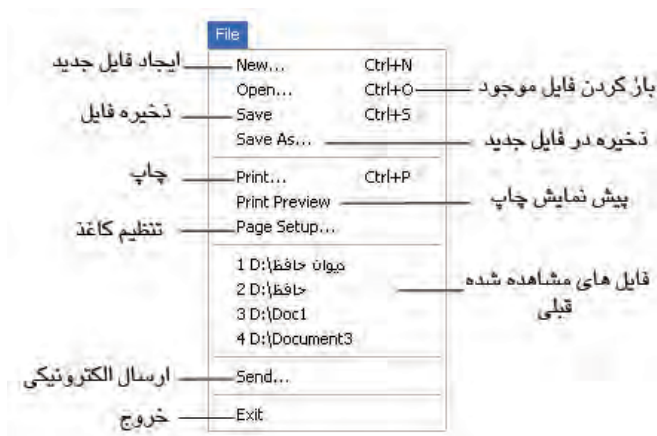 File
ایجاد فایل جدید
New... Ctrl+N
Open... Ctrl+O
باز کردن فایل موجود
ذخیره فایل
Save Ctrl+S
Save As...
ذخیره در فایل جدید
چاپ
Print... Ctrl+P
Print Preview
پیش نمایش چاپ
تنظیم کاغذ
Page Setup...
1 D:\دیوان حافظ
2 D:\حافظ
3 D:\Doc1
4 D:\Document3
فایل های مشاهده شده
قبلی
ارسال الکترونیکی
Send...
خروج
Exit